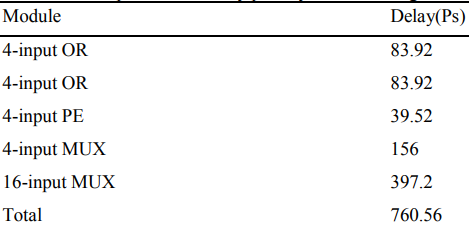 Module Delay(Ps)
4-input OR 83.92
4-input OR 83.92
4-input PE 39.52
4-input MUX 156
16-input MUX 397.2
Total 760.56